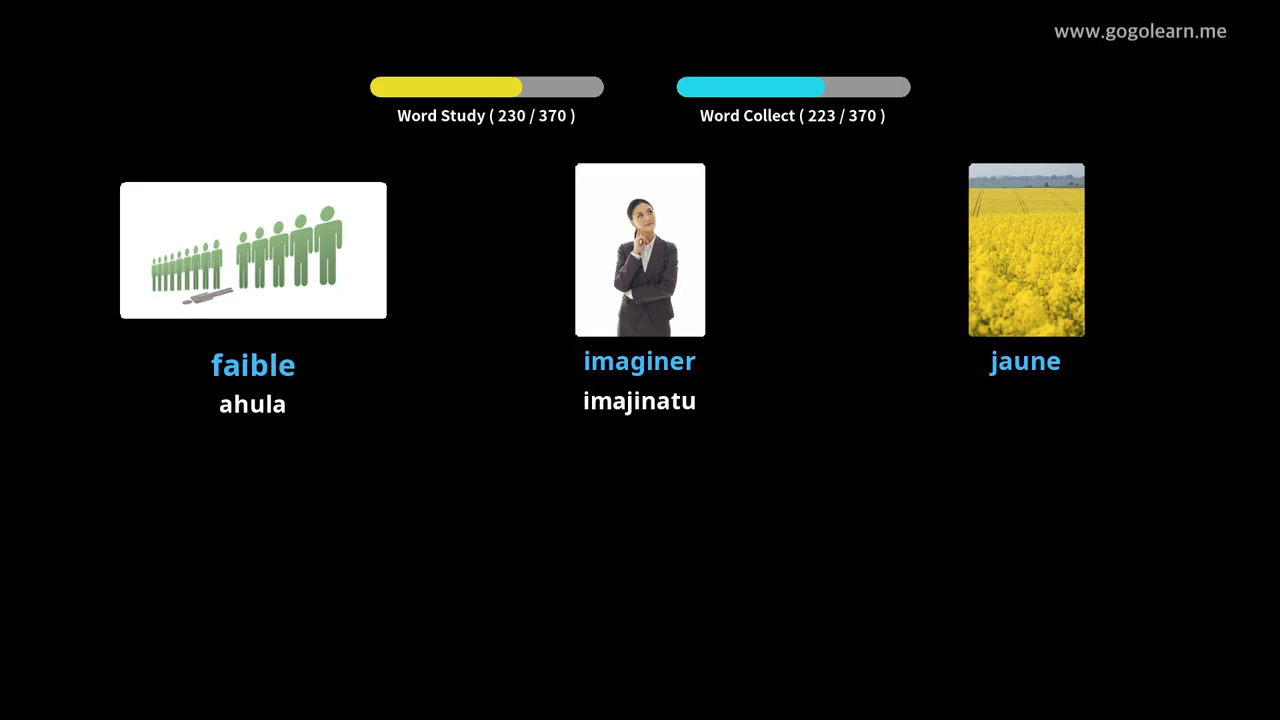 www.gogolearn.me
Word Study ( 230 / 370 )
Word Collect ( 223 / 370 )
faible
ahula
imaginer
imajinatu
jaune